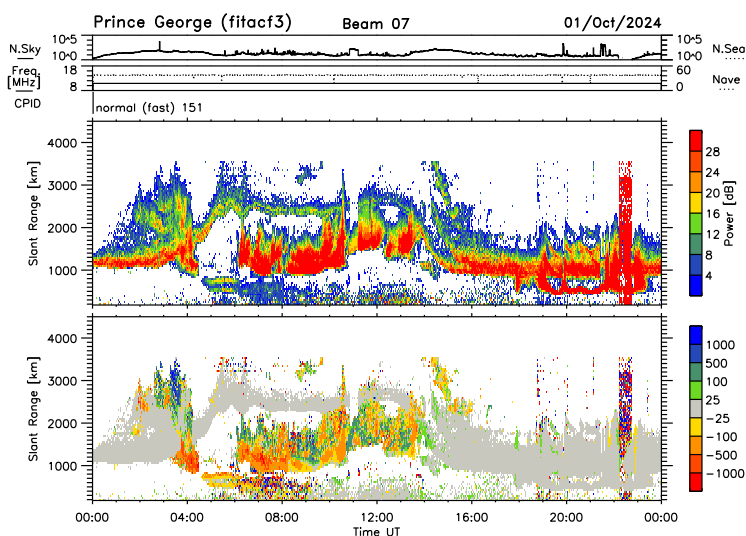 Prince George (fitacf3) Beam 07 01/Oct/2024
N.Sky 10^5 10^0 10^5 10^0 N.Sea
Freq. [MHz] 18 8 60 0 Nave
CPID normal (fast) 151
Slant Range [km] 4000 3000 2000 1000
28 24 20 16 12 8 4 Power [dB]
Slant Range [km] 4000 3000 2000 1000
1000 500 100 25 -25 -100 -500 -1000
00:00 04:00 08:00 12:00 16:00 20:00 00:00
Time UT